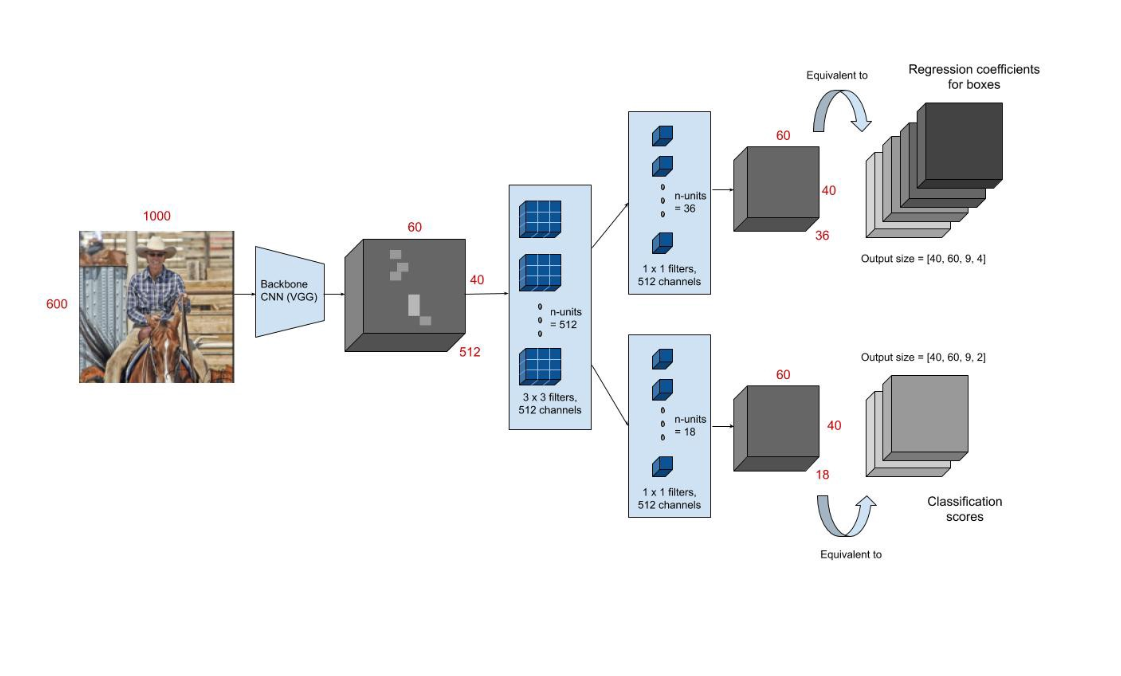 1000
600
Backbone
CNN (VGG)
60
40
512
n-units
= 512
3 x 3 filters,
512 channels
n-units
= 36
1 x 1 filters,
512 channels
60
40
36
Equivalent to
Regression coefficients
for boxes
Output size = [40, 60, 9, 4]
n-units
= 18
1 x 1 filters,
512 channels
60
40
18
Output size = [40, 60, 9, 2]
Classification
scores
Equivalent to